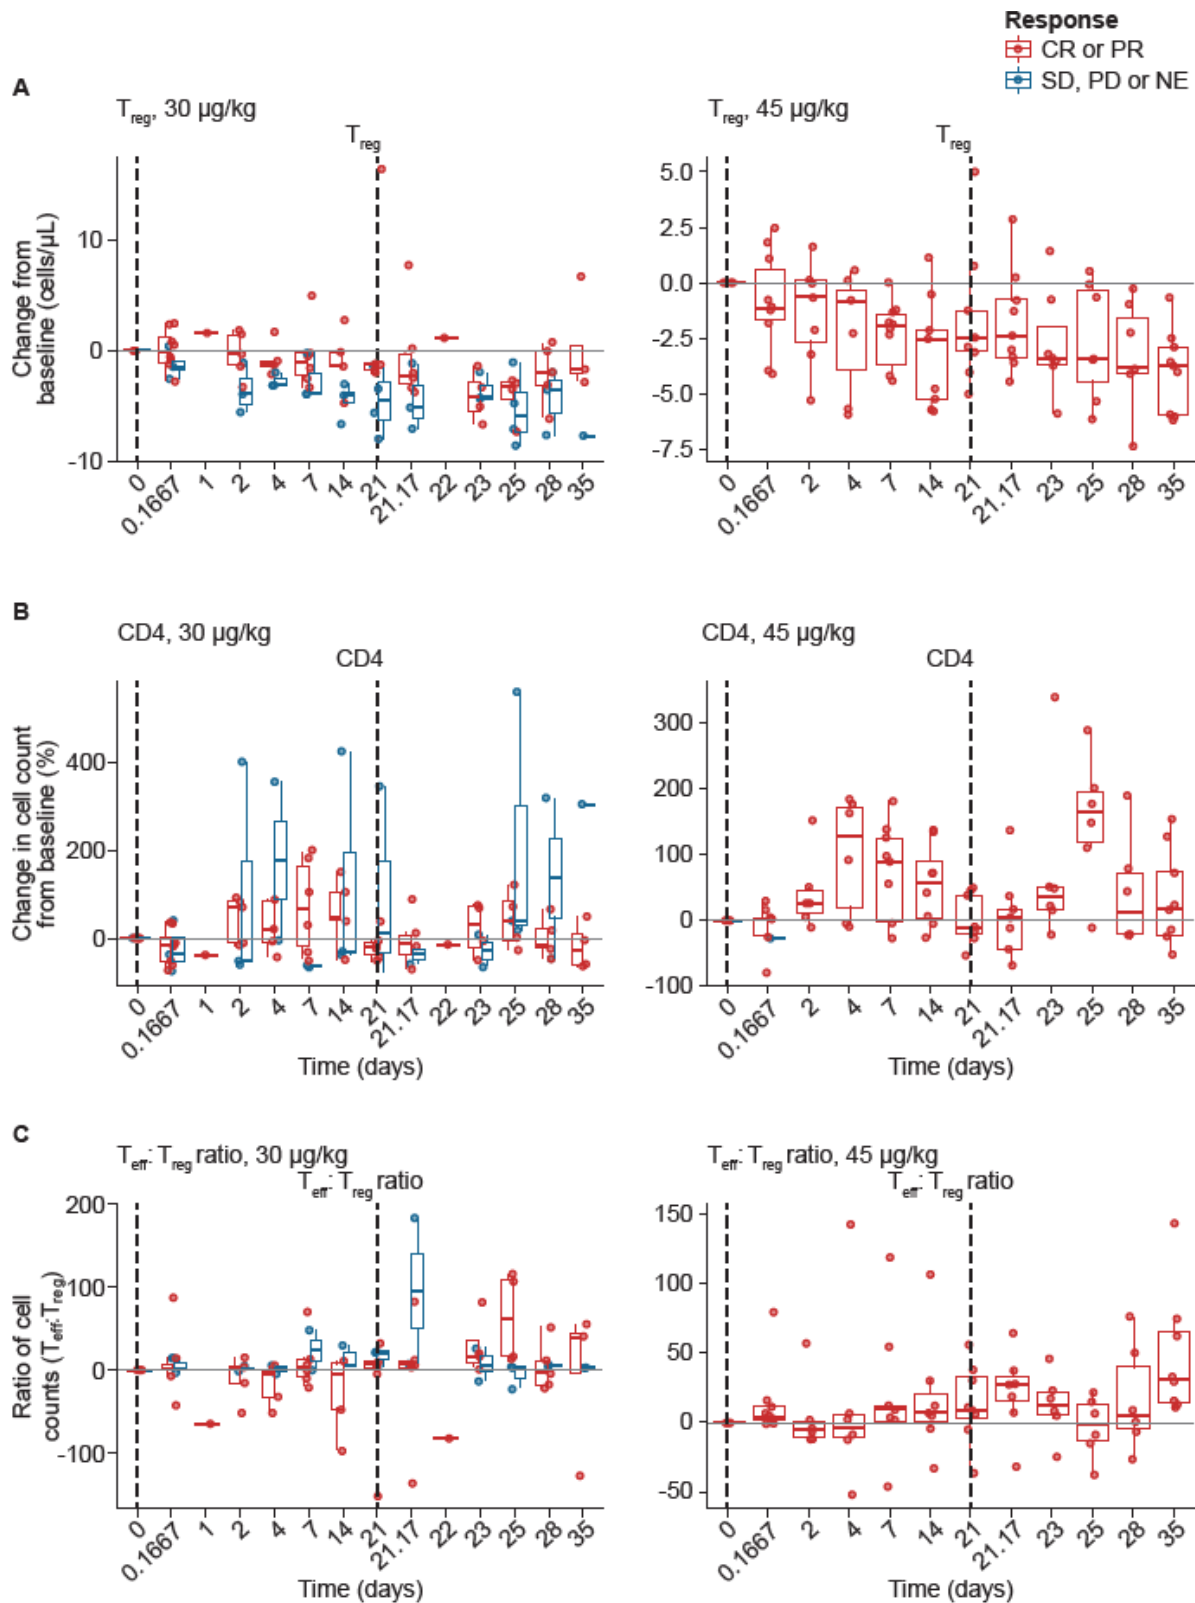 Response
CR or PR
SD, PD or NE
A
Treg, 30 µg/kg
Treg
Change from
baseline (cells/µL)
10
0
-10
0 0.1667 1 2 4 7 14 21 21.17 22 23 25 28 35
Treg, 45 µg/kg
Treg
5.0
2.5
0.0
-2.5
-5.0
-7.5
0 0.1667 2 4 7 14 21 21.17 23 25 28 35
B
CD4, 30 µg/kg
CD4
Change in cell count
from baseline (%)
400
200
0
0 0.1667 1 2 4 7 14 21 21.17 22 23 25 28 35
Time (days)
CD4, 45 µg/kg
CD4
300
200
100
0
-100
0 0.1667 2 4 7 14 21 21.17 23 25 28 35
Time (days)
C
Teff: Treg ratio, 30 µg/kg
Teff: Treg ratio
Ratio of cell
counts (Teff: Treg)
200
100
0
-100
0 0.1667 1 2 4 7 14 21 21.17 22 23 25 28 35
Time (days)
Teff: Treg ratio, 45 µg/kg
Teff: Treg ratio
150
100
50
0
-50
0 0.1667 2 4 7 14 21 21.17 23 25 28 35
Time (days)